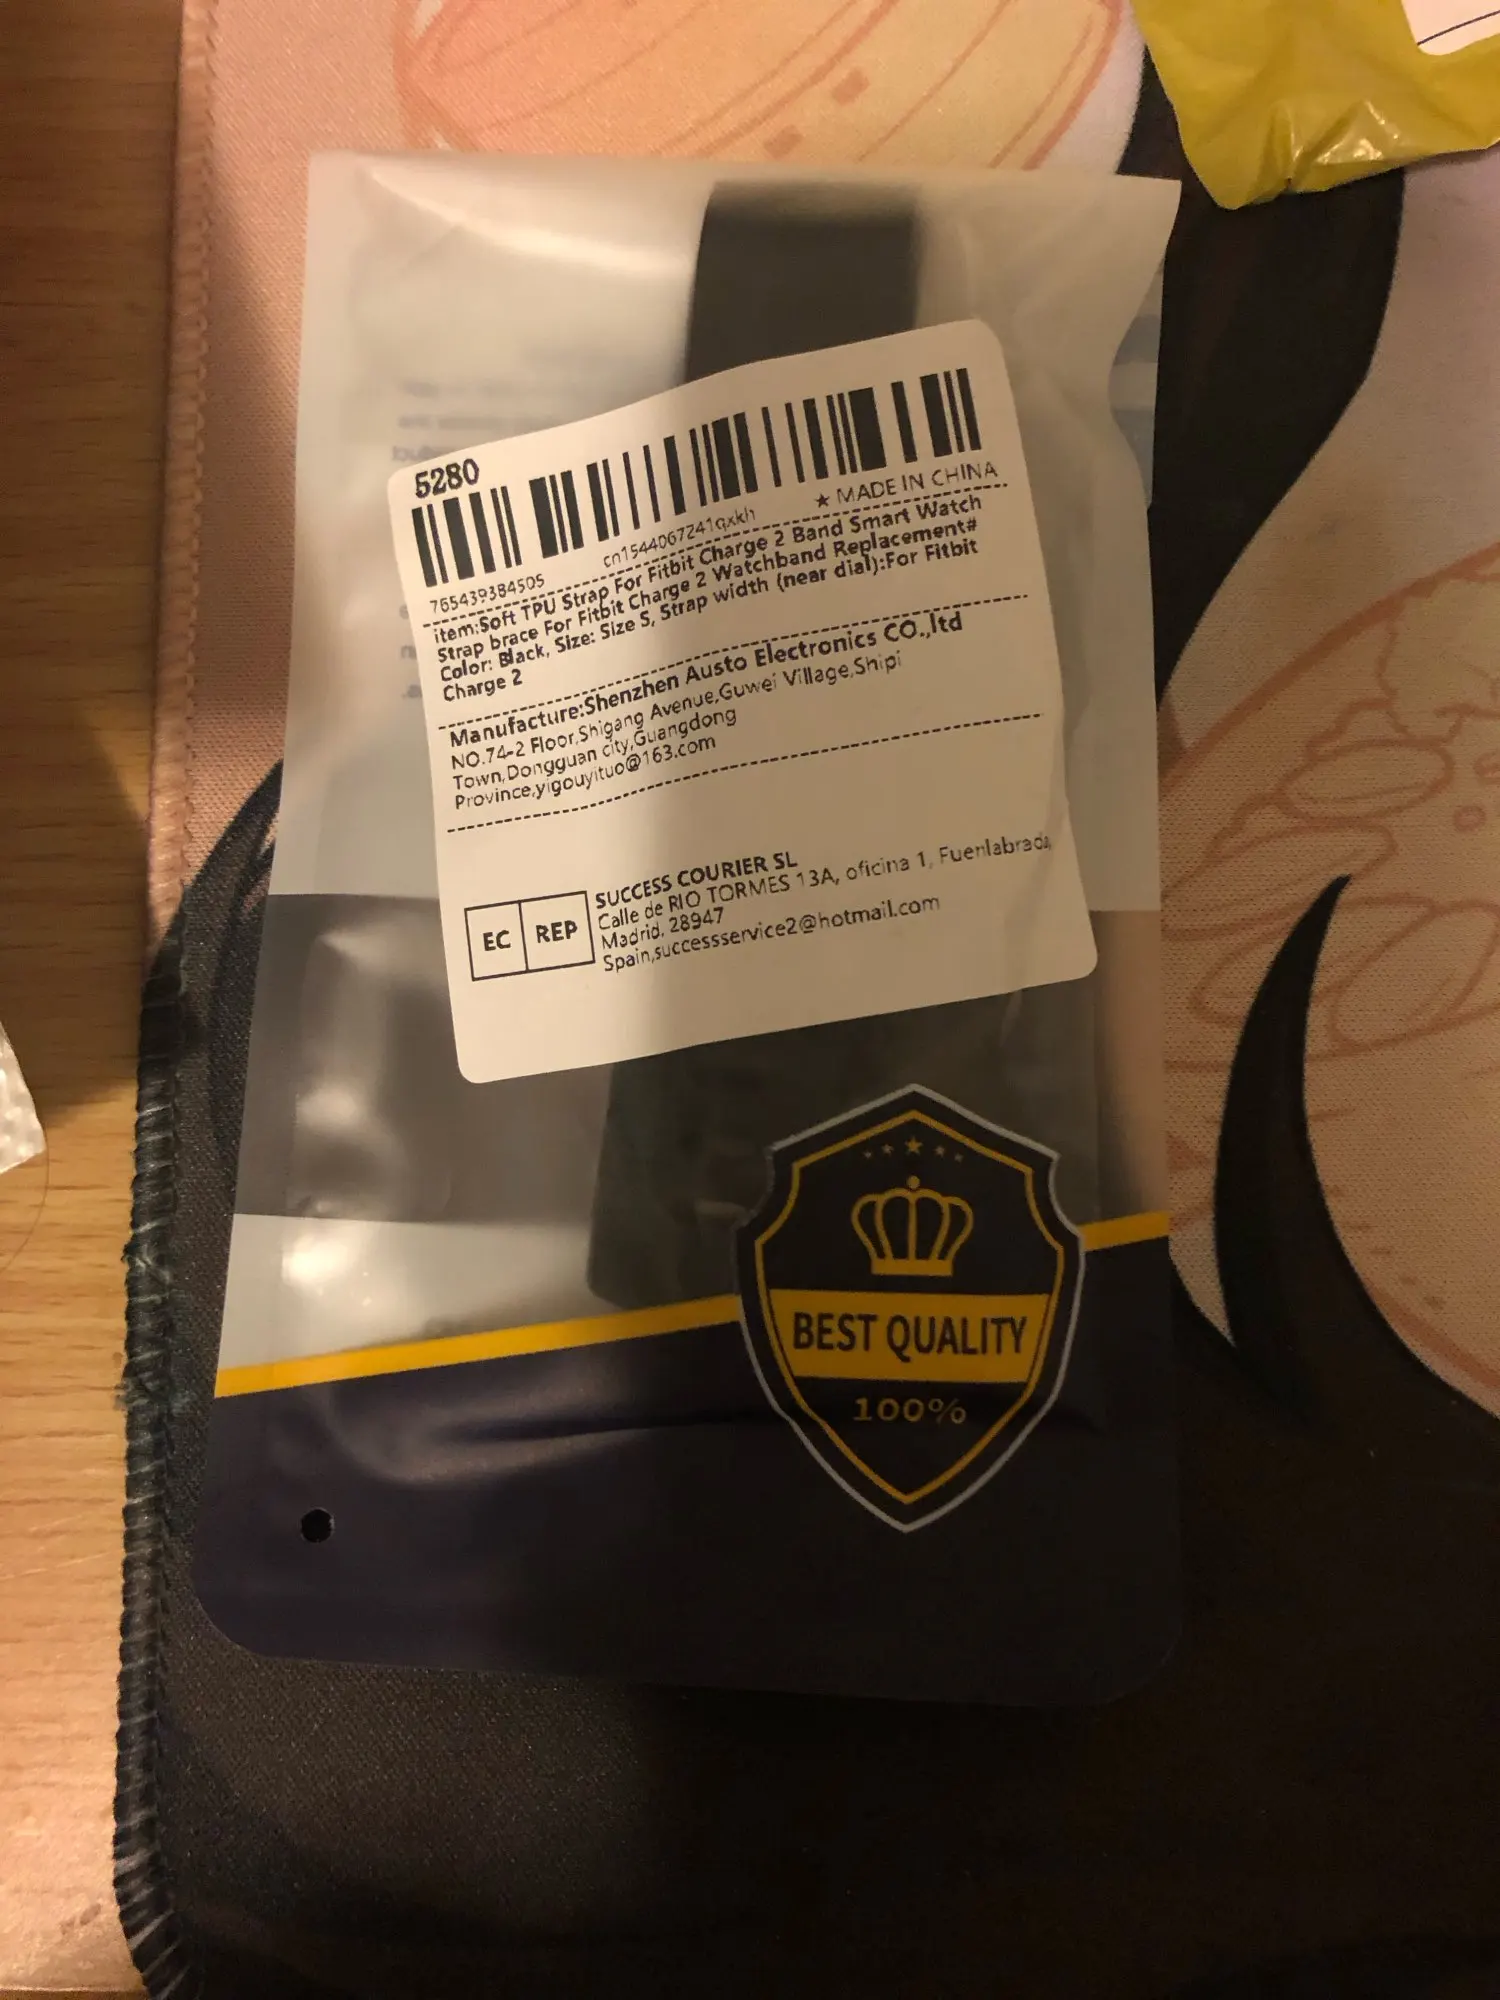 5280
765439384505
cn1544067241qxkh
★ MADE IN CHINA
item:Soft TPU Strap For Fitbit Charge 2 Band Smart Watch
Strap brace For Fitbit Charge 2 Watchband Replacement#
Color: Black, Size: Size S, Strap width (near dial):For Fitbit
Charge 2
Manufacture:Shenzhen Austo Electronics CO.,ltd
NO.74-2 Floor,Shigang Avenue,Guwei Village,Shipi
Town,Dongguan city,Guangdong
Province,yigouyituo@163.com
EC REP
SUCCESS COURIER SL
Calle de RIO TORMES 13A, oficina 1, Fuenlabrada,
Madrid, 28947
Spain,successservice2@hotmail.com
BEST QUALITY
100%